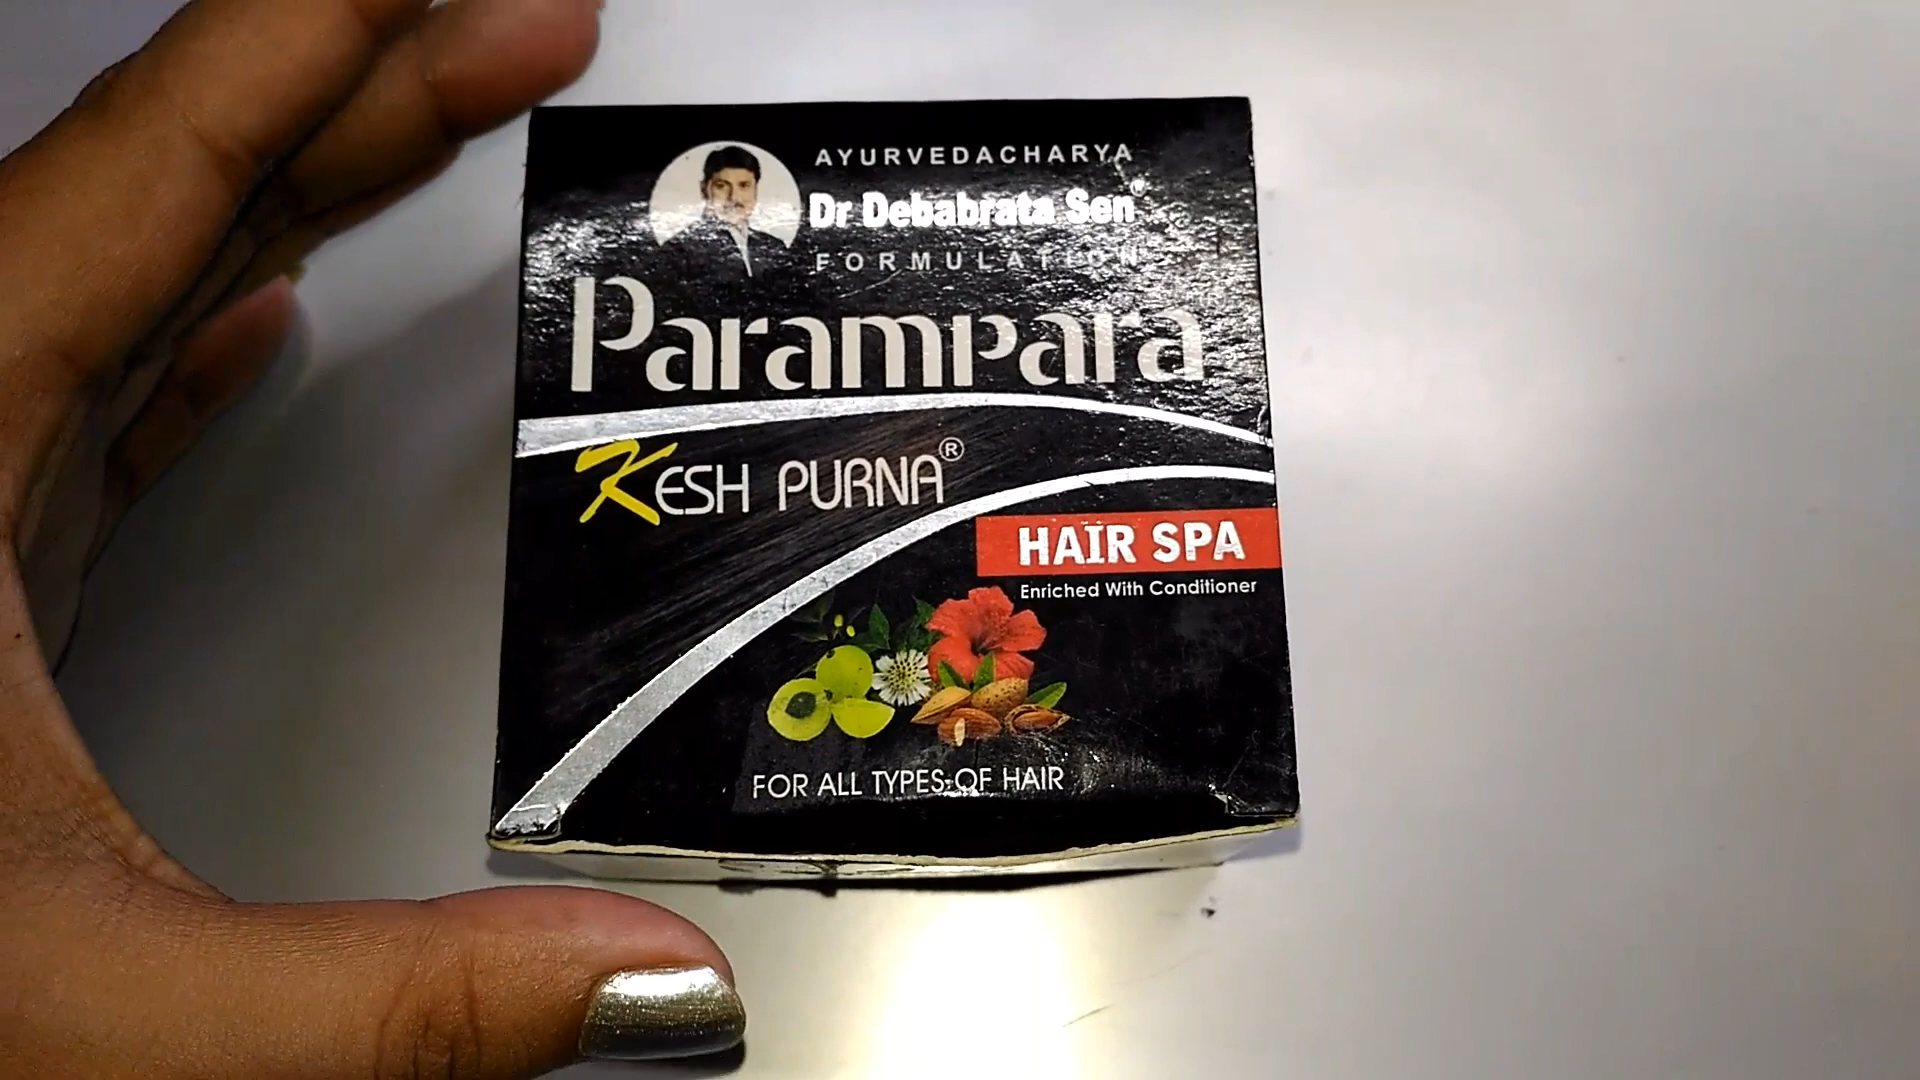 AYURVEDACHARYA
Dr Debabrata Sen®
FORMULATION
Parampara
KESH PURNA®
HAIR SPA
Enriched With Conditioner
FOR ALL TYPES OF HAIR